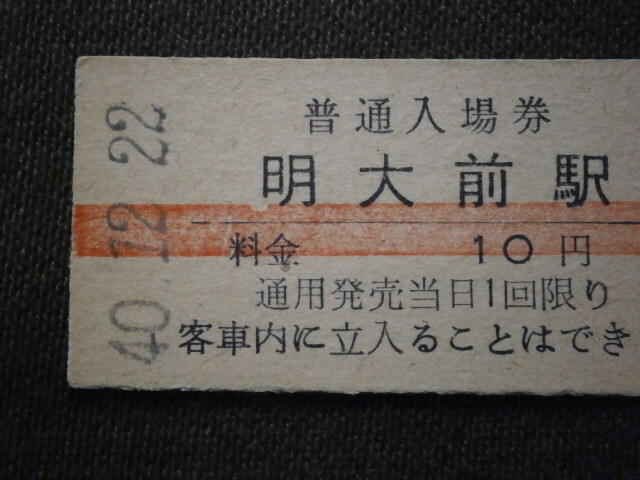 40.12.22
普通入場券
明大前駅
料金 10円
通用発売当日1回限り
客車内に立入ることはでき